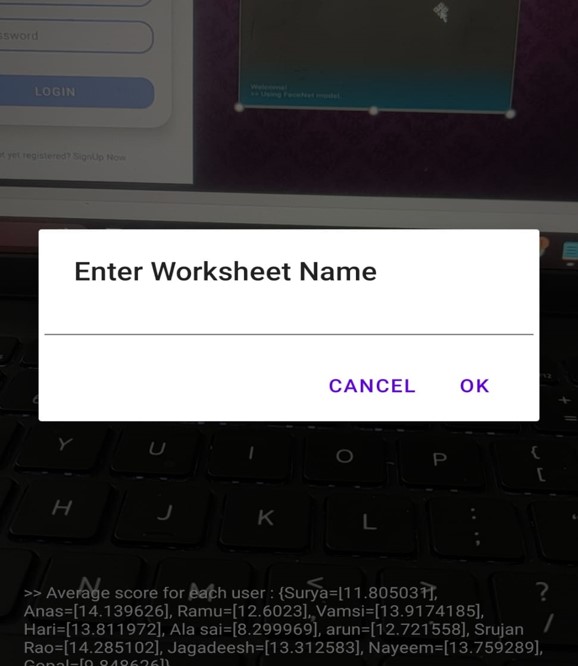 ssword
LOGIN
t yet registered? SignUp Now
Welcome!
>> Using FaceNet model.
Enter Worksheet Name
CANCEL OK
Y U I O P { [
H J K L : ;
N M < > ? /
>> Average score for each user : {Surya=[11.805031],
Anas=[14.139626], Ramu=[12.6023], Vamsi=[13.9174185],
Hari=[13.811972], Ala sai=[8.299969], arun=[12.721558], Srujan
Rao=[14.285102], Jagadeesh=[13.312583], Nayeem=[13.759289],
Gopal=[9.848626]}